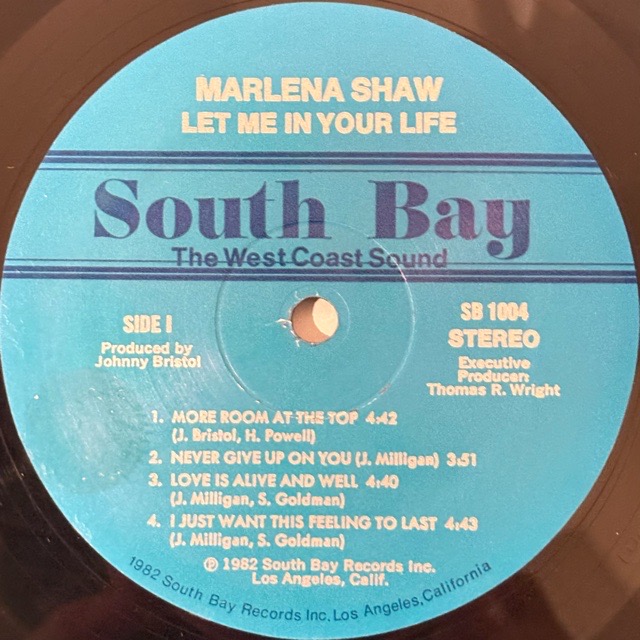 MARLENA SHAW
LET ME IN YOUR LIFE
South Bay
The West Coast Sound
SIDE I
Produced by
Johnny Bristol
SB 1004
STEREO
Executive
Producer:
Thomas R. Wright
1. MORE ROOM AT THE TOP 4:42
(J. Bristol, H. Powell)
2. NEVER GIVE UP ON YOU (J. Milligan) 3:51
3. LOVE IS ALIVE AND WELL 4:40
(J. Milligan, S. Goldman)
4. I JUST WANT THIS FEELING TO LAST 4:43
(J. Milligan, S. Goldman)
℗ 1982 South Bay Records Inc.
Los Angeles, Calif.
1982 South Bay Records Inc. Los Angeles, California